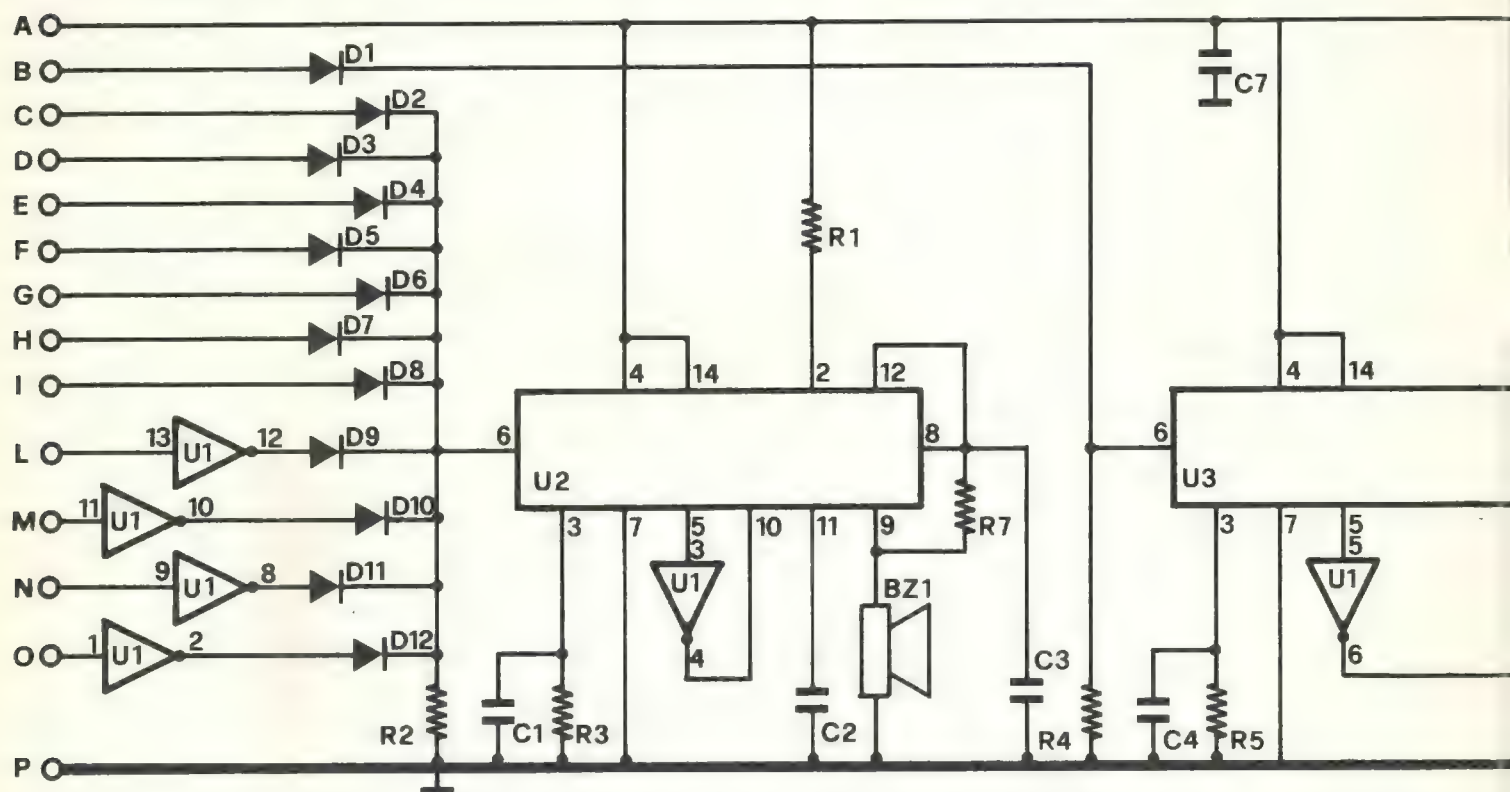 A
B D1
C D2
D D3
E D4
F D5
G D6
H D7
I D8
L 13 U1 12 D9
M 11 U1 10 D10
N 9 U1 8 D11
O 1 U1 2 D12
P
R2
R1
C7
4 14 2 12
6 U2 8
3 7 5 10 11 9
3 U1 4
R7
BZ1
C1 R3
C2
C3
R4
4 14
6 U3
3 7 5
5 U1 6
C4 R5